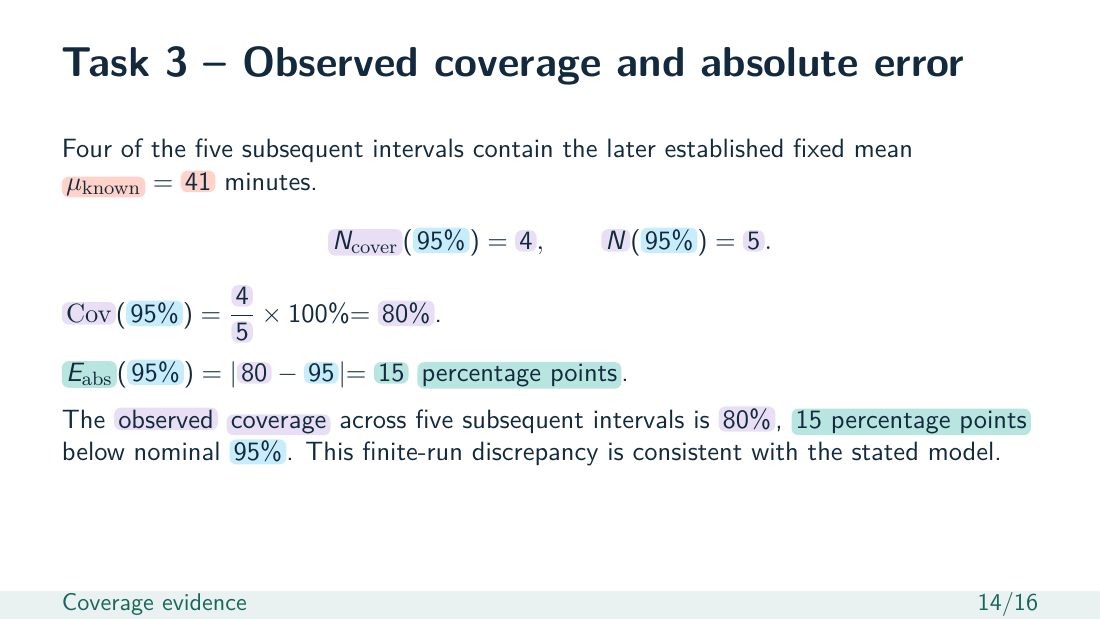 Task 3 – Observed coverage and absolute error
Four of the five subsequent intervals contain the later established fixed mean
μ_known = 41 minutes.
N_cover(95%) = 4, N(95%) = 5.
Cov(95%) = 4/5 × 100%= 80%.
E_abs(95%) = |80 − 95|= 15 percentage points.
The observed coverage across five subsequent intervals is 80%, 15 percentage points
below nominal 95%. This finite-run discrepancy is consistent with the stated model.
Coverage evidence 14/16